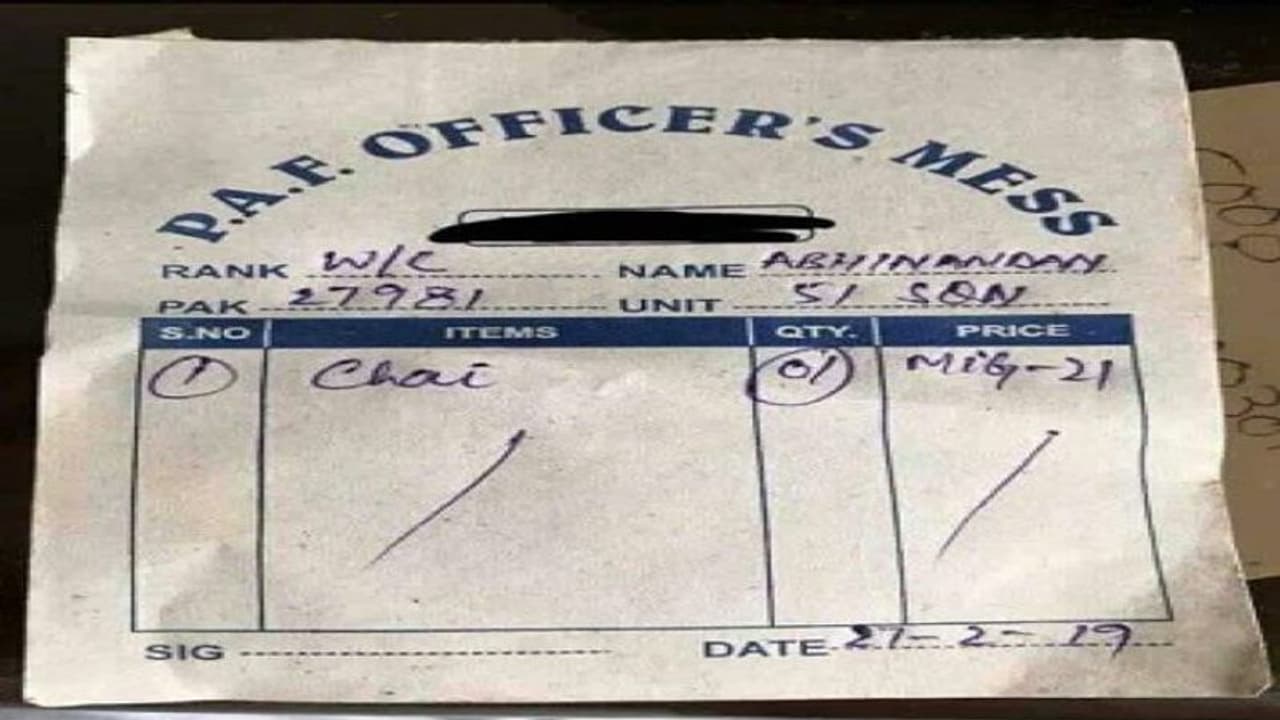 P.A.F. OFFICER'S MESS
RANK W/C NAME ABHINANDAN
PAK 27981 UNIT 51 SQN
S.NO ITEMS QTY. PRICE
1 Chai 01 MiG-21
SIG DATE 27-2-19